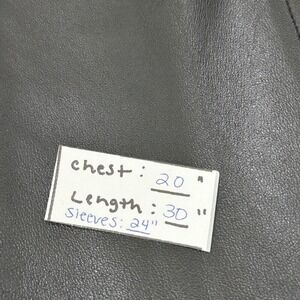 chest: 20"
Length: 30"
sleeves: 24"